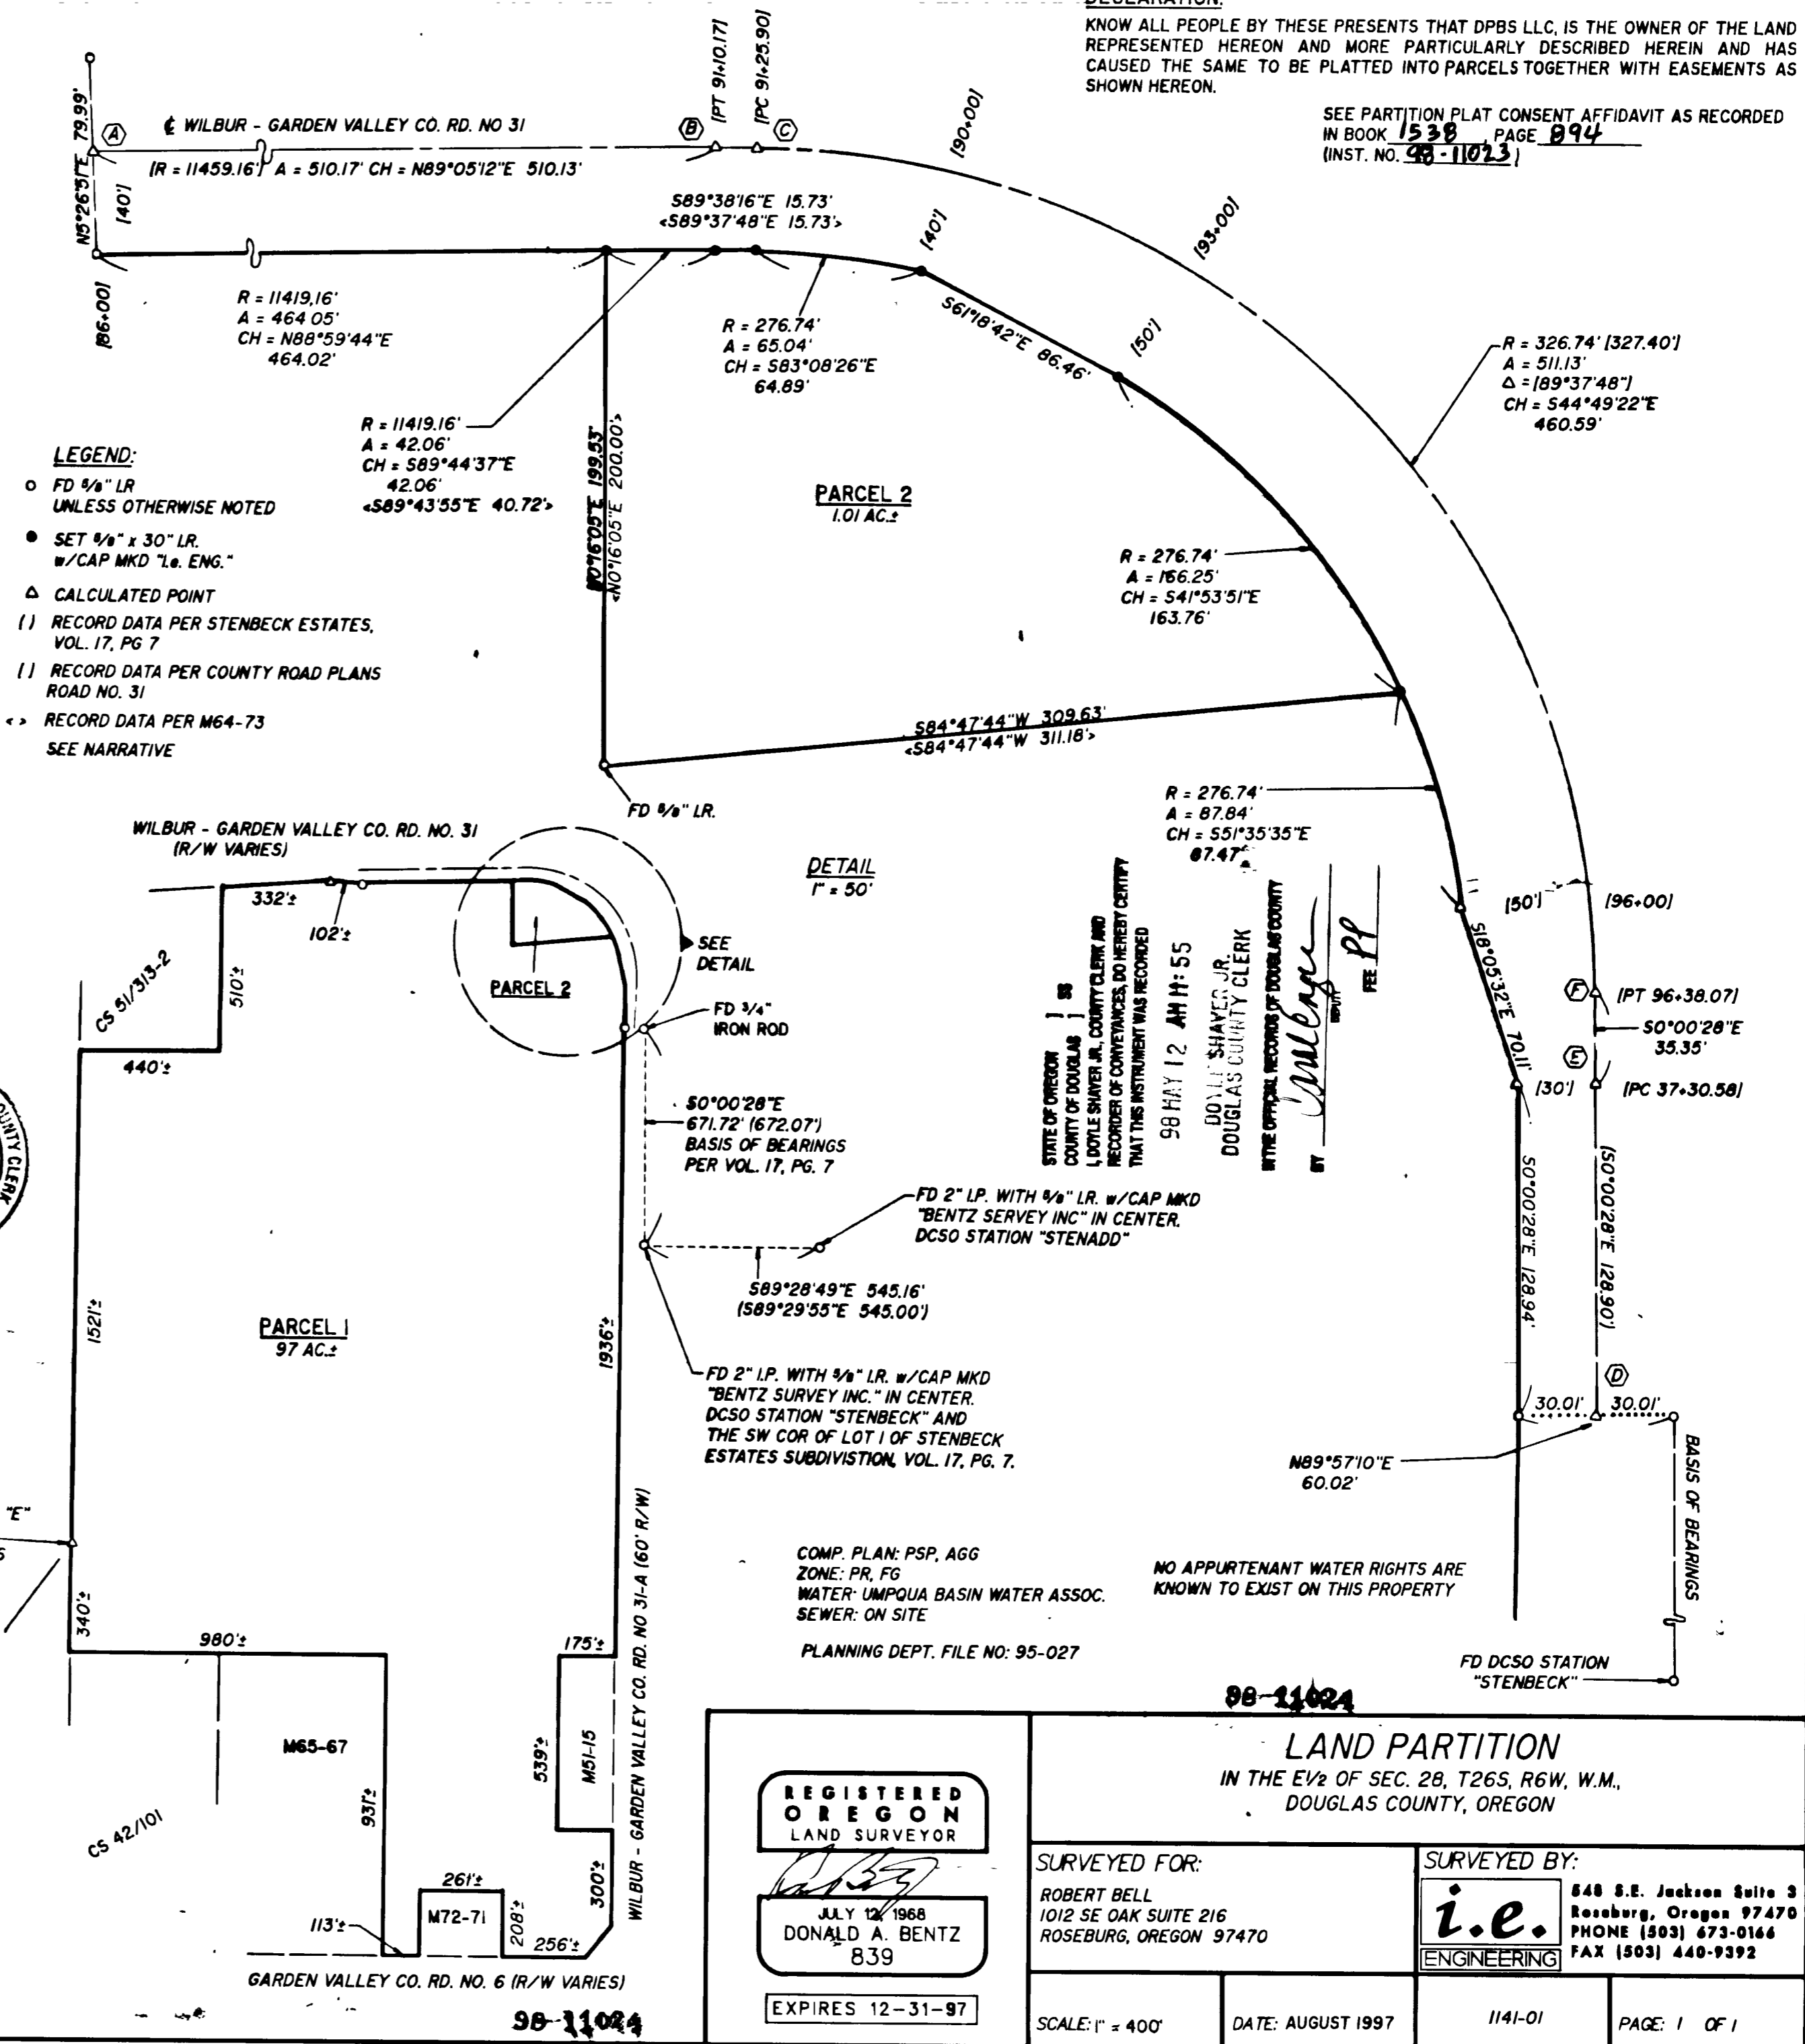 DECLARATION:
KNOW ALL PEOPLE BY THESE PRESENTS THAT DPBS LLC, IS THE OWNER OF THE LAND
REPRESENTED HEREON AND MORE PARTICULARLY DESCRIBED HEREIN AND HAS
CAUSED THE SAME TO BE PLATTED INTO PARCELS TOGETHER WITH EASEMENTS AS
SHOWN HEREON.
SEE PARTITION PLAT CONSENT AFFIDAVIT AS RECORDED
IN BOOK 1538, PAGE 894
(INST. NO. 98-11023)
N5°26'51"E 79.99'
[40']
[86+00]
A
℄ WILBUR - GARDEN VALLEY CO. RD. NO 31
[R = 11459.16'] A = 510.17' CH = N89°05'12"E 510.13'
B
[PT 91+10.17]
[PC 91+25.90]
C
[90+00]
[93+00]
S89°38'16"E 15.73'
<S89°37'48"E 15.73'>
[40']
R = 11419.16'
A = 464.05'
CH = N88°59'44"E
464.02'
R = 276.74'
A = 65.04'
CH = S83°08'26"E
64.89'
S61°18'42"E 86.46'
[50']
R = 326.74' [327.40']
A = 511.13'
Δ = [89°37'48"]
CH = S44°49'22"E
460.59'
R = 11419.16'
A = 42.06'
CH = S89°44'37"E
42.06'
<S89°43'55"E 40.72'>
N0°16'05"E 199.53'
<N0°16'05"E 200.00'>
PARCEL 2
1.01 AC.±
R = 276.74'
A = 166.25'
CH = S41°53'51"E
163.76'
LEGEND:
FD 5/8" I.R
UNLESS OTHERWISE NOTED
SET 5/8" x 30" I.R.
w/CAP MKD "i.e. ENG."
CALCULATED POINT
( ) RECORD DATA PER STENBECK ESTATES,
VOL. 17, PG 7
[ ] RECORD DATA PER COUNTY ROAD PLANS
ROAD NO. 31
< > RECORD DATA PER M64-73
SEE NARRATIVE
S84°47'44"W 309.63'
<S84°47'44"W 311.18'>
FD 5/8" I.R.
R = 276.74'
A = 87.84'
CH = S51°35'35"E
87.47'
DETAIL
1" = 50'
WILBUR - GARDEN VALLEY CO. RD. NO. 31
(R/W VARIES)
332'±
102'±
CS 51/313-2
510'±
440'±
PARCEL 2
SEE
DETAIL
FD 3/4"
IRON ROD
S0°00'28"E
671.72' (672.07')
BASIS OF BEARINGS
PER VOL. 17, PG. 7
STATE OF OREGON ] SS
COUNTY OF DOUGLAS ]
I, DOYLE SHAVER JR., COUNTY CLERK AND
RECORDER OF CONVEYANCES, DO HEREBY CERTIFY
THAT THIS INSTRUMENT WAS RECORDED
98 MAY 12 AM 11:55
DOYLE SHAVER JR.
DOUGLAS COUNTY CLERK
IN THE OFFICIAL RECORDS OF DOUGLAS COUNTY
BY
DEPUTY
FEE PP
[50']
[96+00]
S18°05'32"E 70.11'
F
[PT 96+38.07]
S0°00'28"E
35.35'
E
[30']
[PC 37+30.58]
S0°00'28"E 128.94'
[S0°00'28"E 128.90']
D
30.01' 30.01'
N89°57'10"E
60.02'
BASIS OF BEARINGS
FD DCSO STATION
"STENBECK"
FD 2" I.P. WITH 5/8" I.R. w/CAP MKD
"BENTZ SERVEY INC" IN CENTER.
DCSO STATION "STENADD"
S89°28'49"E 545.16'
(S89°29'55"E 545.00')
FD 2" I.P. WITH 5/8" I.R. w/CAP MKD
"BENTZ SURVEY INC." IN CENTER.
DCSO STATION "STENBECK" AND
THE SW COR OF LOT 1 OF STENBECK
ESTATES SUBDIVISTION, VOL. 17, PG. 7.
COUNTY CLERK
1521'±
PARCEL 1
97 AC.±
1936'±
"E"
340'±
980'±
175'±
M65-67
931'±
539'±
M51-15
CS 42/101
261'±
M72-71
113'±
208'±
256'±
300'±
WILBUR - GARDEN VALLEY CO. RD. NO 31-A (60' R/W)
GARDEN VALLEY CO. RD. NO. 6 (R/W VARIES)
98-11024
COMP. PLAN: PSP, AGG
ZONE: PR, FG
WATER: UMPQUA BASIN WATER ASSOC.
SEWER: ON SITE
PLANNING DEPT. FILE NO: 95-027
NO APPURTENANT WATER RIGHTS ARE
KNOWN TO EXIST ON THIS PROPERTY
98-11024
REGISTERED
OREGON
LAND SURVEYOR
JULY 12, 1968
DONALD A. BENTZ
839
EXPIRES 12-31-97
LAND PARTITION
IN THE E1/2 OF SEC. 28, T26S, R6W, W.M.,
DOUGLAS COUNTY, OREGON
SURVEYED FOR:
ROBERT BELL
1012 SE OAK SUITE 216
ROSEBURG, OREGON 97470
SURVEYED BY:
i.e.
ENGINEERING
548 S.E. Jackson Suite 3
Roseburg, Oregon 97470
PHONE (503) 673-0166
FAX (503) 440-9392
SCALE: 1" = 400'
DATE: AUGUST 1997
1141-01
PAGE: 1 OF 1